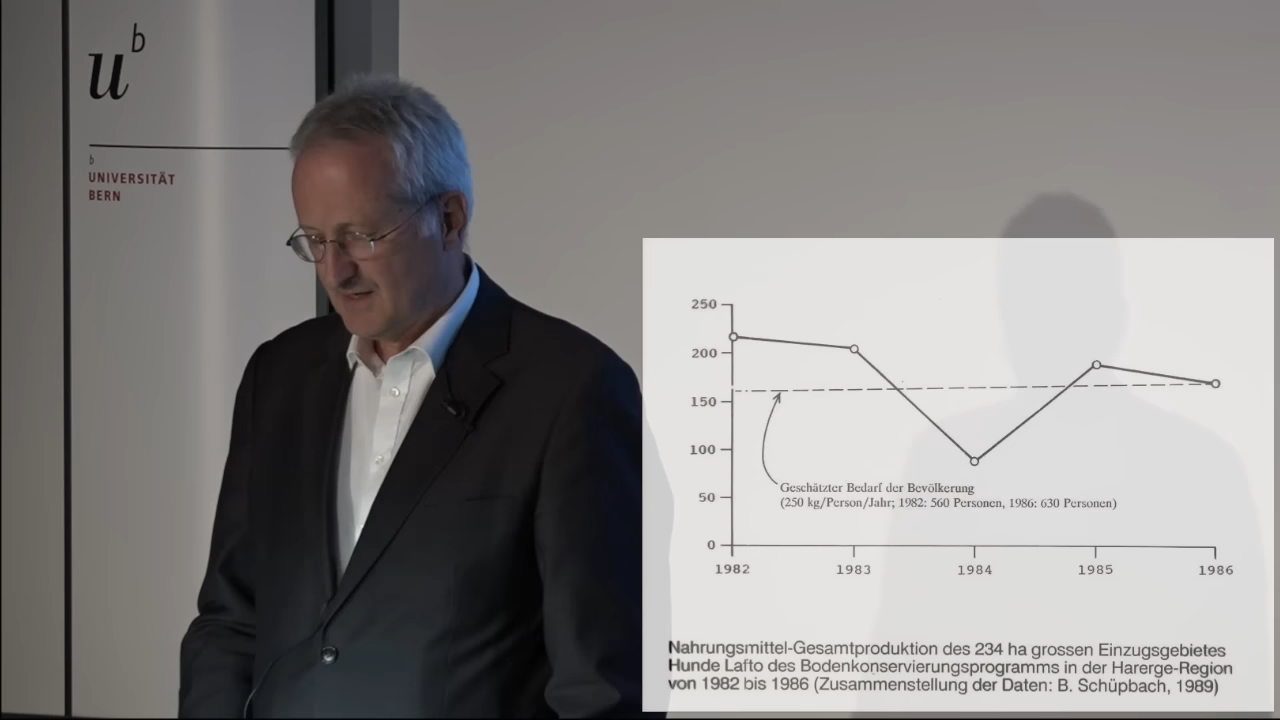 u b
b
UNIVERSITÄT
BERN
250
200
150
100
50
0
1982 1983 1984 1985 1986
Geschätzter Bedarf der Bevölkerung
(250 kg/Person/Jahr; 1982: 560 Personen, 1986: 630 Personen)
Nahrungsmittel-Gesamtproduktion des 234 ha grossen Einzugsgebietes
Hunde Lafto des Bodenkonservierungsprogramms in der Harerge-Region
von 1982 bis 1986 (Zusammenstellung der Daten: B. Schüpbach, 1989)